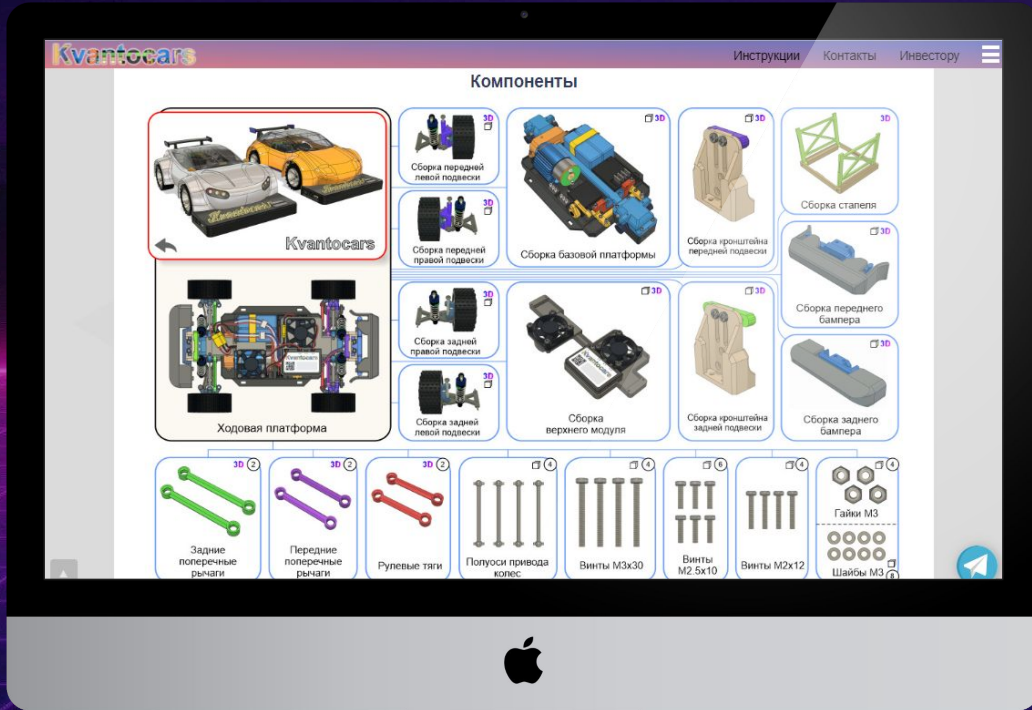 Kvantocars
Инструкции
Контакты
Инвестору
Компоненты
Kvantocars
Ходовая платформа
3D
Сборка передней
левой подвески
3D
Сборка передней
правой подвески
3D
Сборка задней
правой подвески
3D
Сборка задней
левой подвески
3D
Сборка базовой платформы
3D
Kvantocars
Сборка
верхнего модуля
3D
Сборка кронштейна
передней подвески
3D
Сборка кронштейна
задней подвески
3D
Сборка стапеля
3D
Сборка переднего
бампера
3D
Сборка заднего
бампера
3D 2
Задние
поперечные
рычаги
3D 2
Передние
поперечные
рычаги
3D 2
Рулевые тяги
4
Полуоси привода
колес
4
Винты М3х30
6
Винты
М2.5х10
4
Винты М2х12
4
Гайки М3
Шайбы М3
8